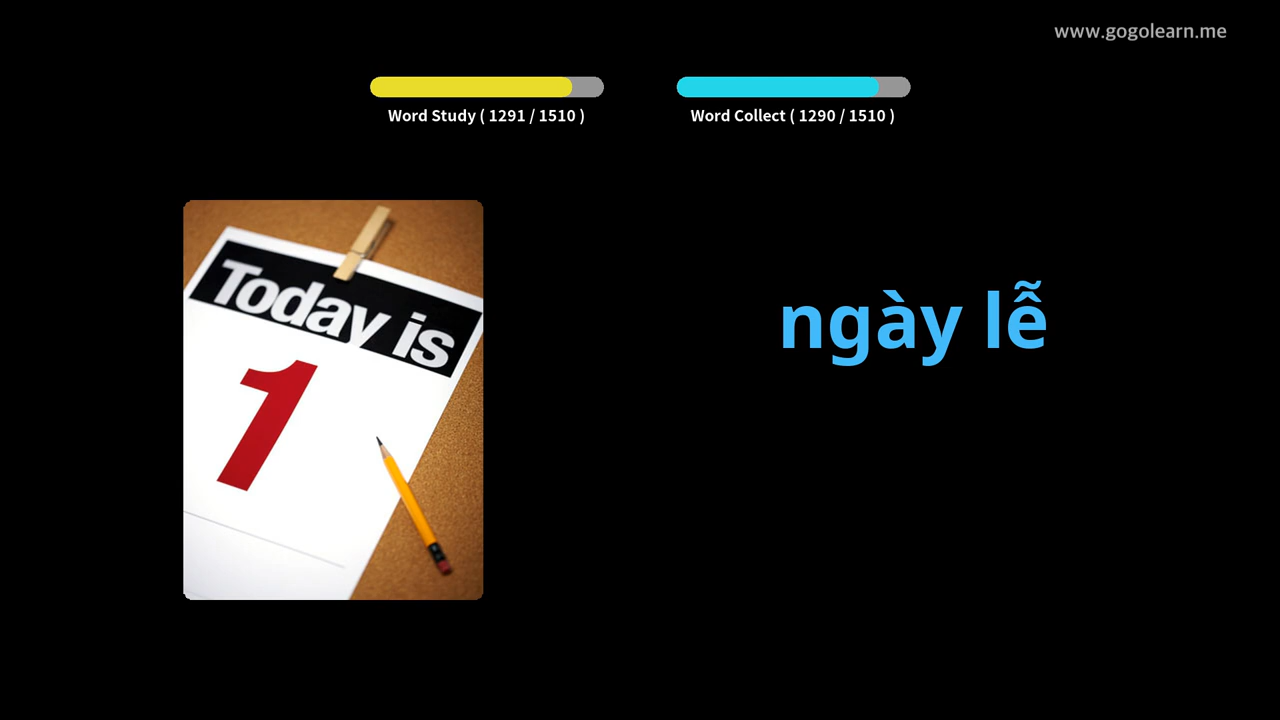 www.gogolearn.me
Word Study ( 1291 / 1510 )
Word Collect ( 1290 / 1510 )
Today is
1
ngày lễ